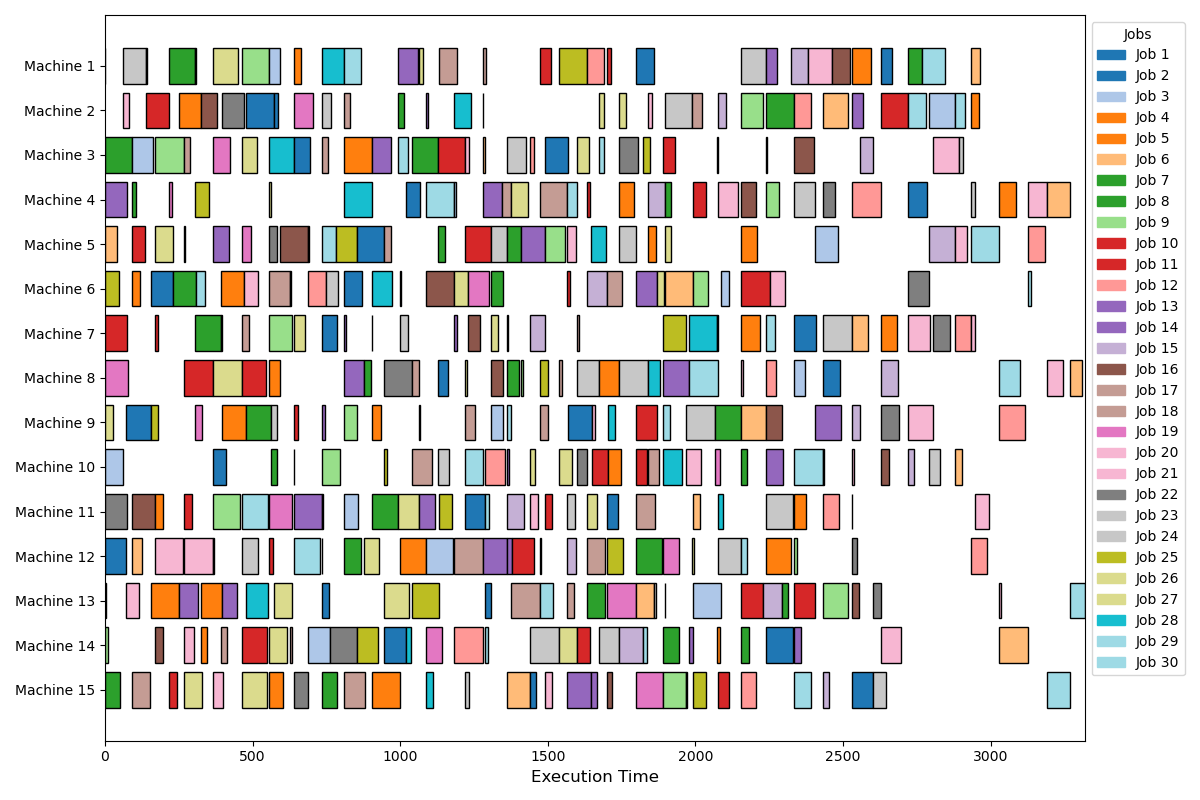 Machine 1
Machine 2
Machine 3
Machine 4
Machine 5
Machine 6
Machine 7
Machine 8
Machine 9
Machine 10
Machine 11
Machine 12
Machine 13
Machine 14
Machine 15
0 500 1000 1500 2000 2500 3000
Execution Time
Jobs
Job 1
Job 2
Job 3
Job 4
Job 5
Job 6
Job 7
Job 8
Job 9
Job 10
Job 11
Job 12
Job 13
Job 14
Job 15
Job 16
Job 17
Job 18
Job 19
Job 20
Job 21
Job 22
Job 23
Job 24
Job 25
Job 26
Job 27
Job 28
Job 29
Job 30